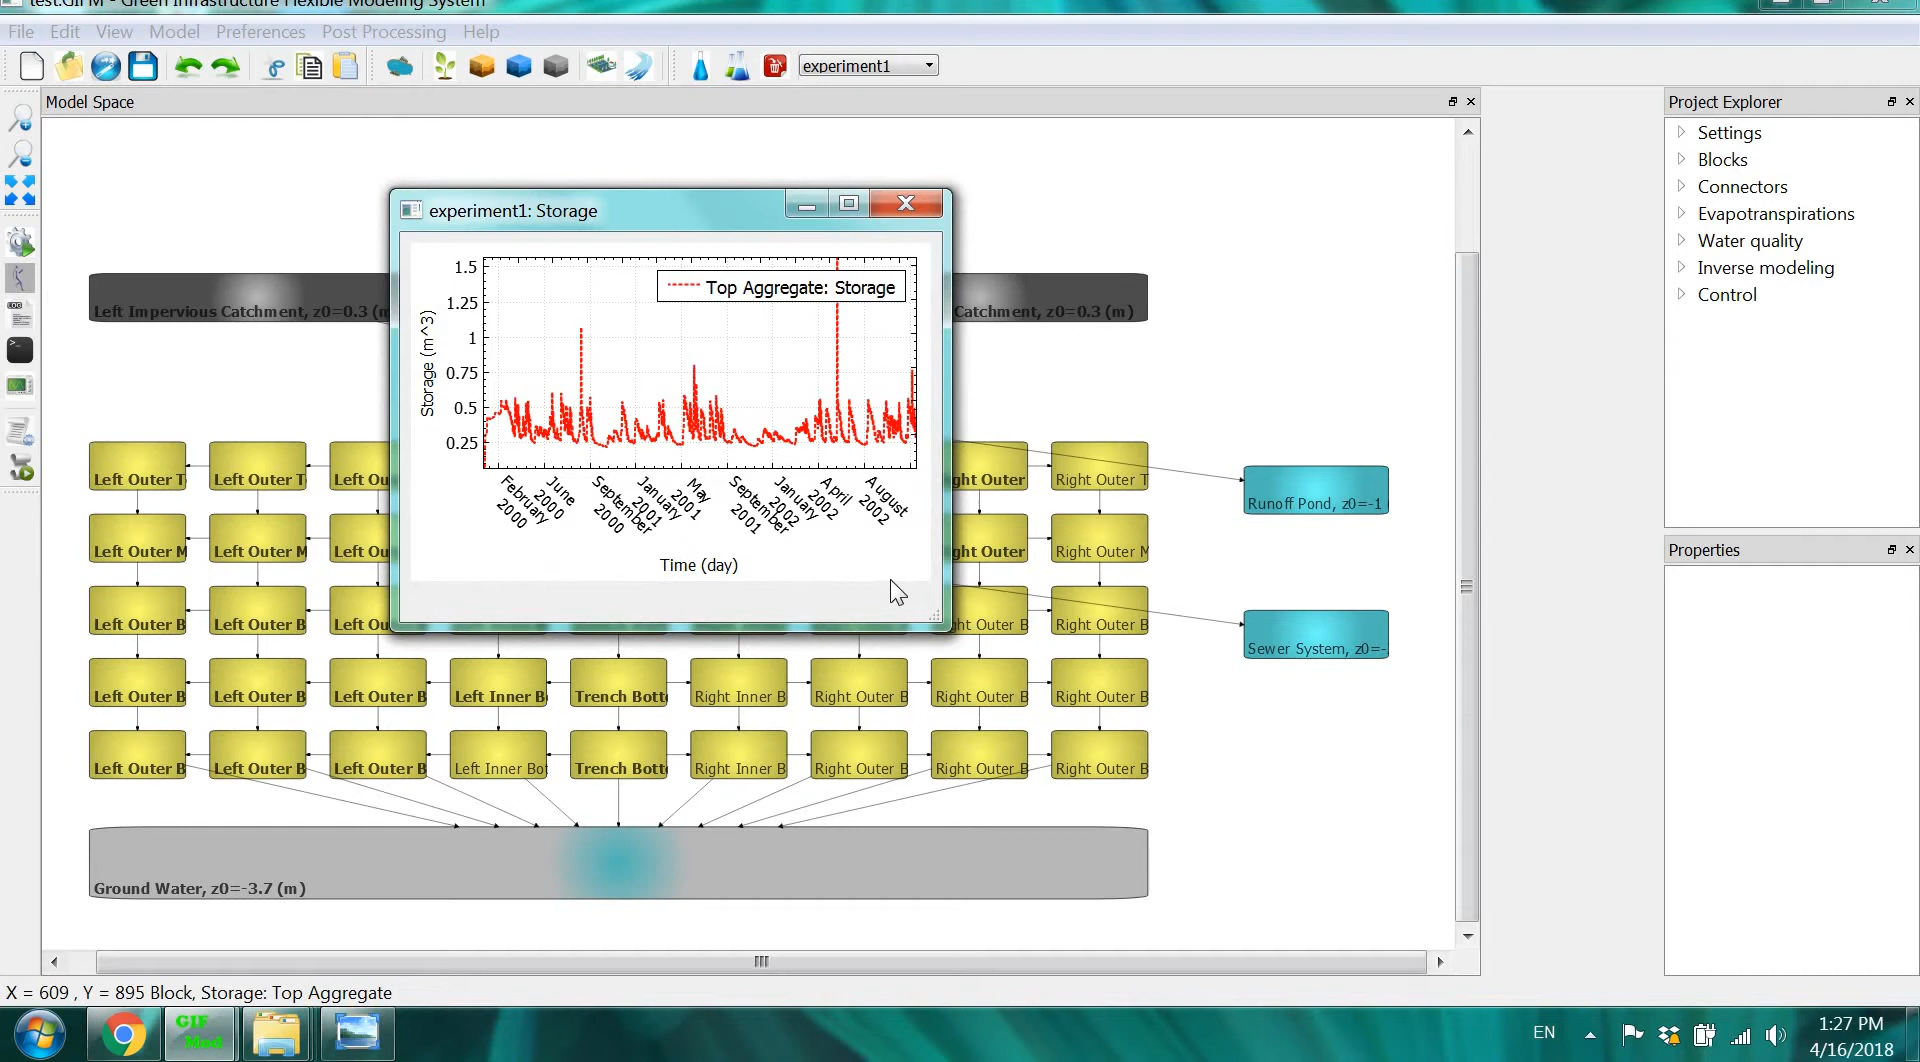 test.GIFM - Green Infrastructure Flexible Modeling System
File Edit View Model Preferences Post Processing Help
experiment1
Model Space
Project Explorer
Settings
Blocks
Connectors
Evapotranspirations
Water quality
Inverse modeling
Control
Properties
experiment1: Storage
Top Aggregate: Storage
Storage (m^3)
1.5
1.25
1
0.75
0.5
0.25
February 2000
June 2000
September 2000
January 2001
May 2001
September 2001
January 2002
April 2002
August 2002
Time (day)
Left Impervious Catchment, z0=0.3 (m
Catchment, z0=0.3 (m)
Left Outer T Left Outer T Left Ou ght Outer Right Outer T
Runoff Pond, z0=-1
Left Outer M Left Outer M Left Ou ght Outer Right Outer M
Left Outer B Left Outer B Left Ou ht Outer B Right Outer B
Sewer System, z0=-
Left Outer B Left Outer B Left Outer B Left Inner B Trench Bott Right Inner B Right Outer B Right Outer B Right Outer B
Left Outer B Left Outer B Left Outer B Left Inner Bot Trench Bott Right Inner B Right Outer B Right Outer B Right Outer B
Ground Water, z0=-3.7 (m)
X = 609 , Y = 895 Block, Storage: Top Aggregate
GIF
Mod
EN
1:27 PM
4/16/2018